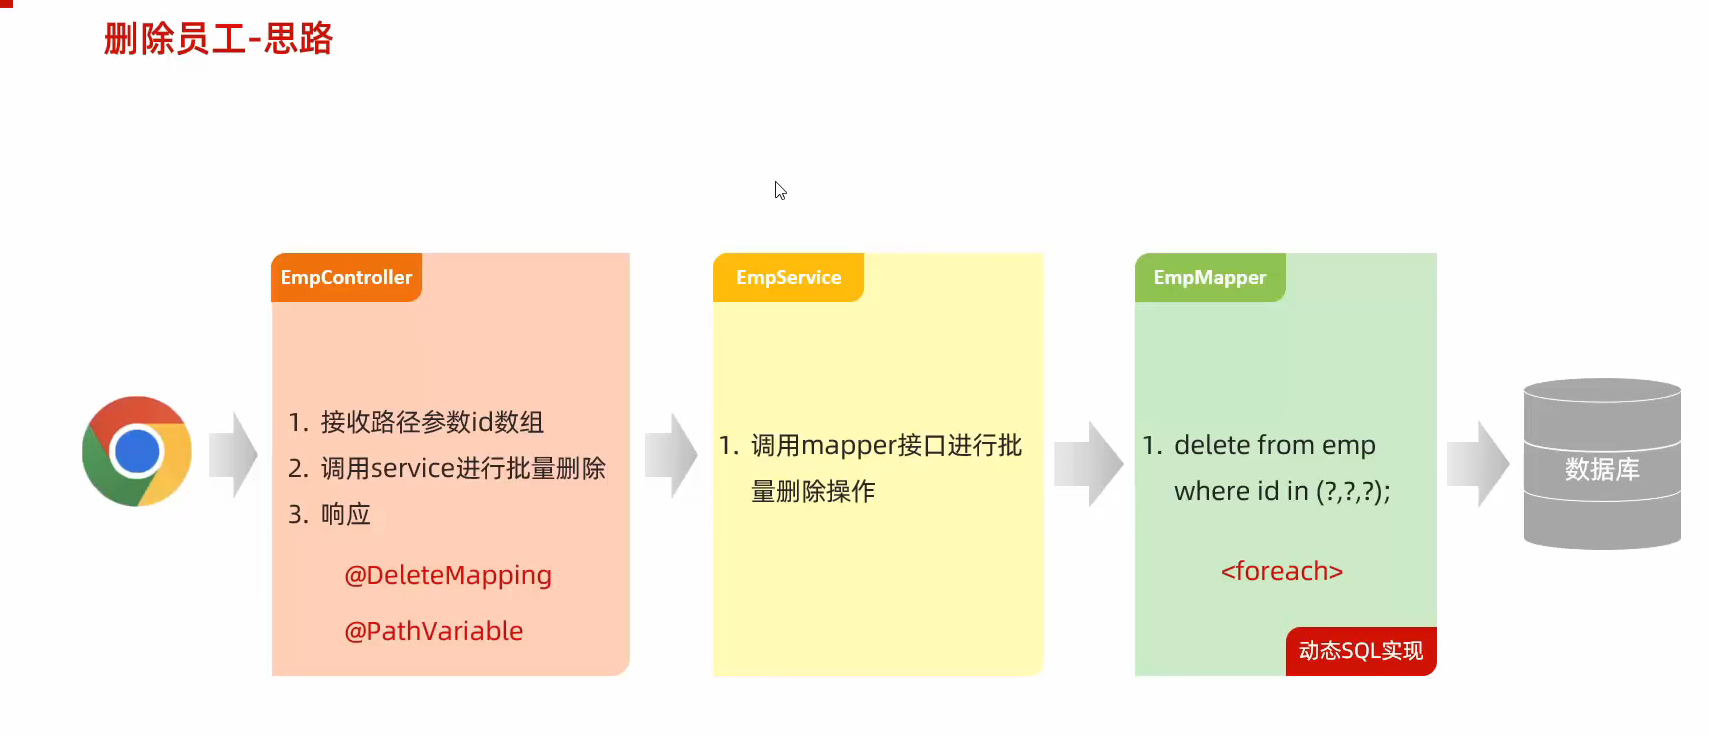 删除员工-思路
EmpController
1. 接收路径参数id数组
2. 调用service进行批量删除
3. 响应
@DeleteMapping
@PathVariable
EmpService
1. 调用mapper接口进行批
量删除操作
EmpMapper
1. delete from emp
where id in (?,?,?);
<foreach>
动态SQL实现
数据库